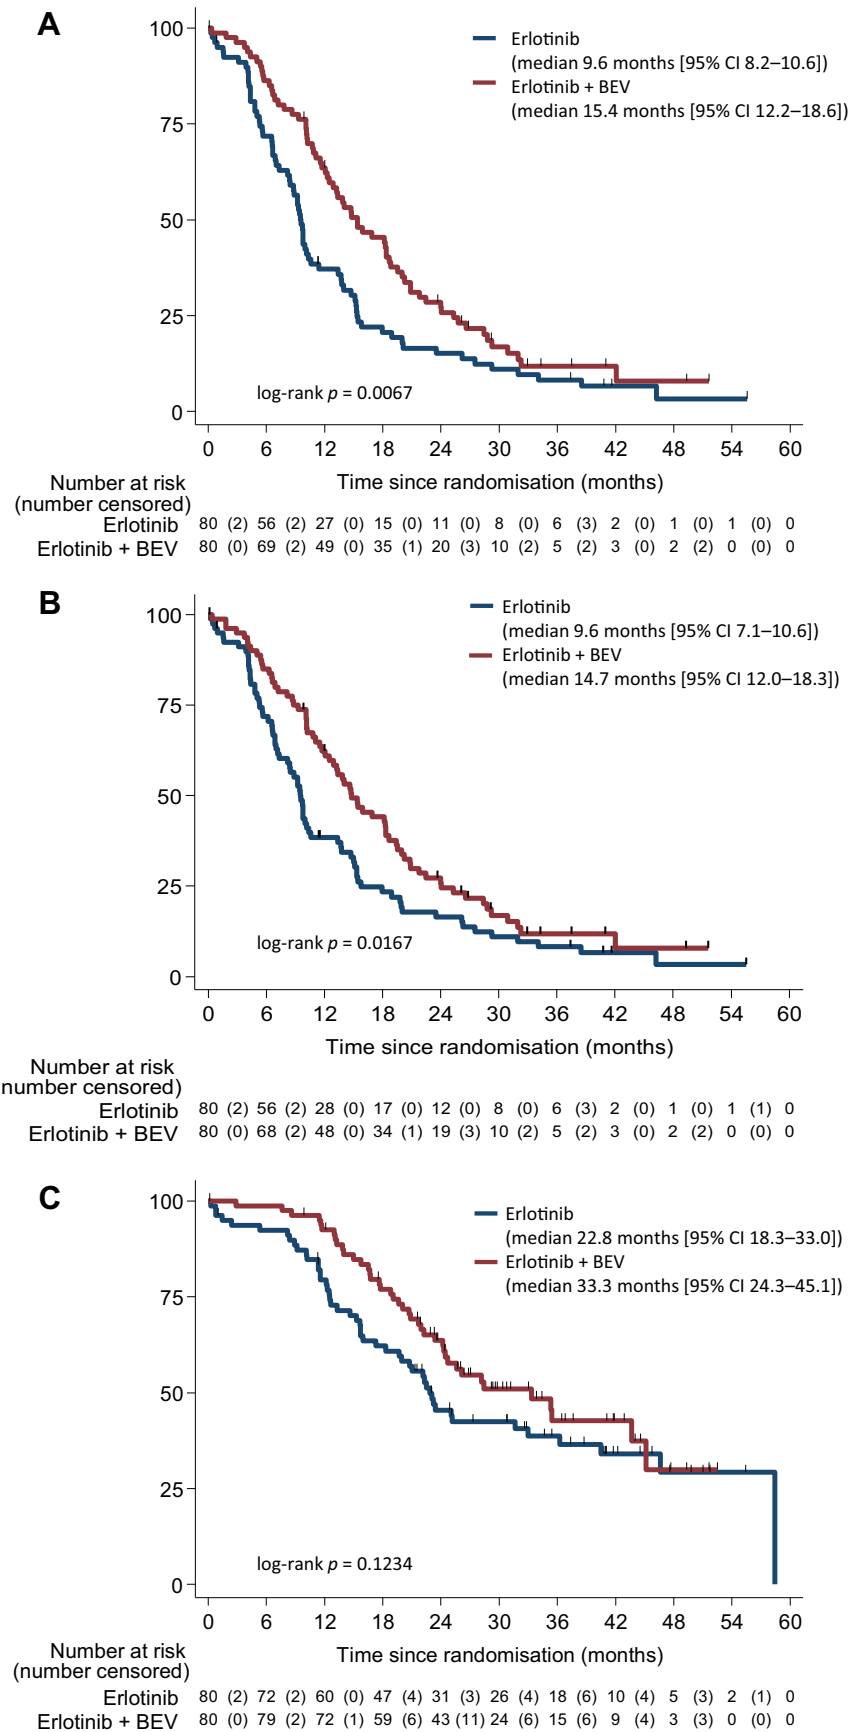 A
Erlotinib
(median 9.6 months [95% CI 8.2–10.6])
Erlotinib + BEV
(median 15.4 months [95% CI 12.2–18.6])
100
75
50
25
0
log-rank p = 0.0067
0 6 12 18 24 30 36 42 48 54 60
Time since randomisation (months)
Number at risk
(number censored)
Erlotinib 80 (2) 56 (2) 27 (0) 15 (0) 11 (0) 8 (0) 6 (3) 2 (0) 1 (0) 1 (0) 0
Erlotinib + BEV 80 (0) 69 (2) 49 (0) 35 (1) 20 (3) 10 (2) 5 (2) 3 (0) 2 (2) 0 (0) 0
B
Erlotinib
(median 9.6 months [95% CI 7.1–10.6])
Erlotinib + BEV
(median 14.7 months [95% CI 12.0–18.3])
100
75
50
25
0
log-rank p = 0.0167
0 6 12 18 24 30 36 42 48 54 60
Time since randomisation (months)
Number at risk
number censored)
Erlotinib 80 (2) 56 (2) 28 (0) 17 (0) 12 (0) 8 (0) 6 (3) 2 (0) 1 (0) 1 (1) 0
Erlotinib + BEV 80 (0) 68 (2) 48 (0) 34 (1) 19 (3) 10 (2) 5 (2) 3 (0) 2 (2) 0 (0) 0
C
Erlotinib
(median 22.8 months [95% CI 18.3–33.0])
Erlotinib + BEV
(median 33.3 months [95% CI 24.3–45.1])
100
75
50
25
0
log-rank p = 0.1234
0 6 12 18 24 30 36 42 48 54 60
Time since randomisation (months)
Number at risk
(number censored)
Erlotinib 80 (2) 72 (2) 60 (0) 47 (4) 31 (3) 26 (4) 18 (6) 10 (4) 5 (3) 2 (1) 0
Erlotinib + BEV 80 (0) 79 (2) 72 (1) 59 (6) 43 (11) 24 (6) 15 (6) 9 (4) 3 (3) 0 (0) 0